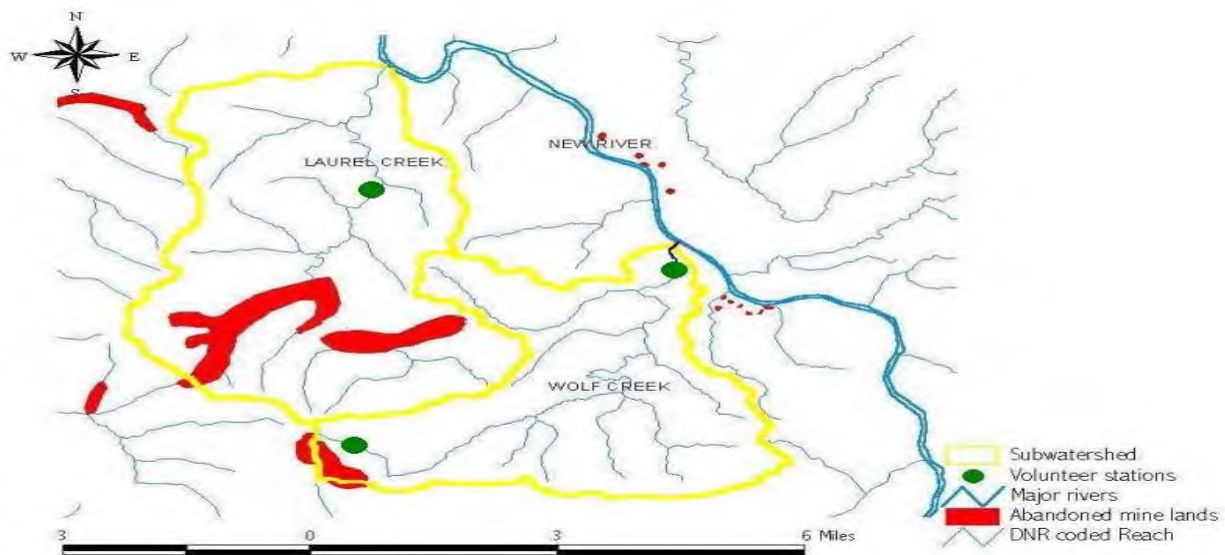 N
W E
S
NEW RIVER
LAUREL CREEK
WOLF CREEK
Subwatershed
Volunteer stations
Major rivers
Abandoned mine lands
DNR coded Reach
3 0 3 6 Miles